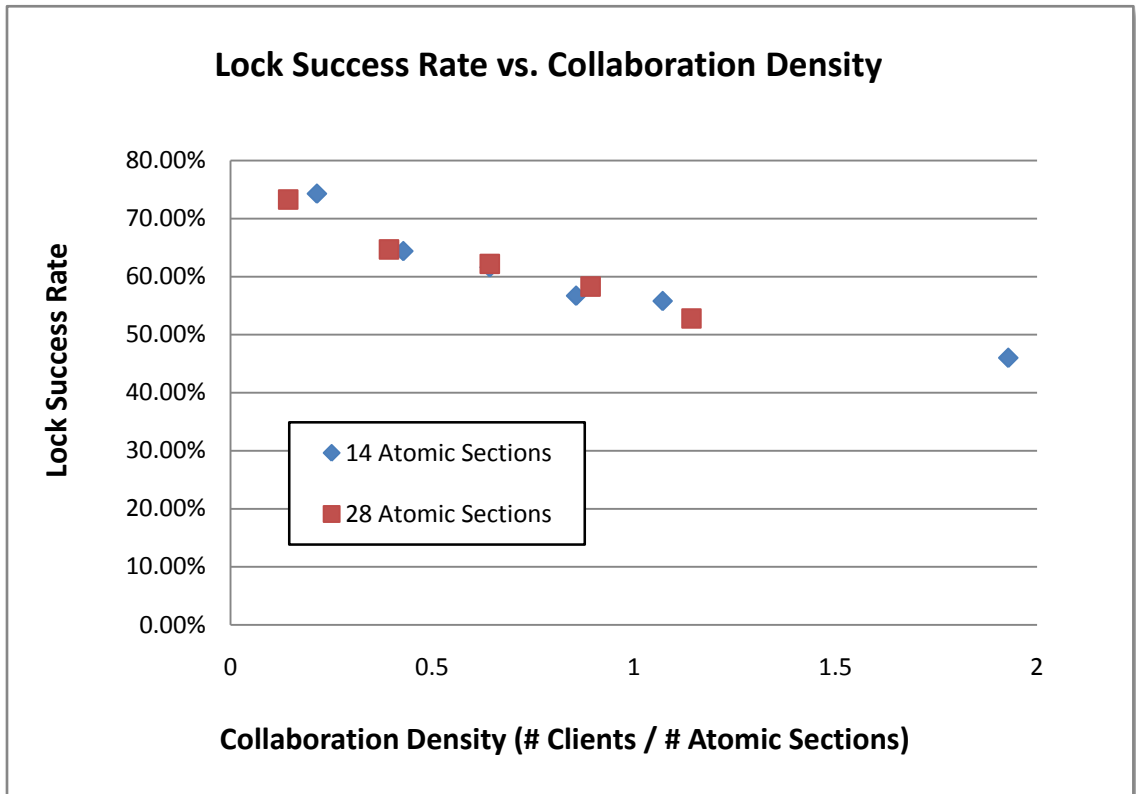 Lock Success Rate vs. Collaboration Density
80.00%
70.00%
60.00%
50.00%
40.00%
30.00%
20.00%
10.00%
0.00%
Lock Success Rate
14 Atomic Sections
28 Atomic Sections
0 0.5 1 1.5 2
Collaboration Density (# Clients / # Atomic Sections)